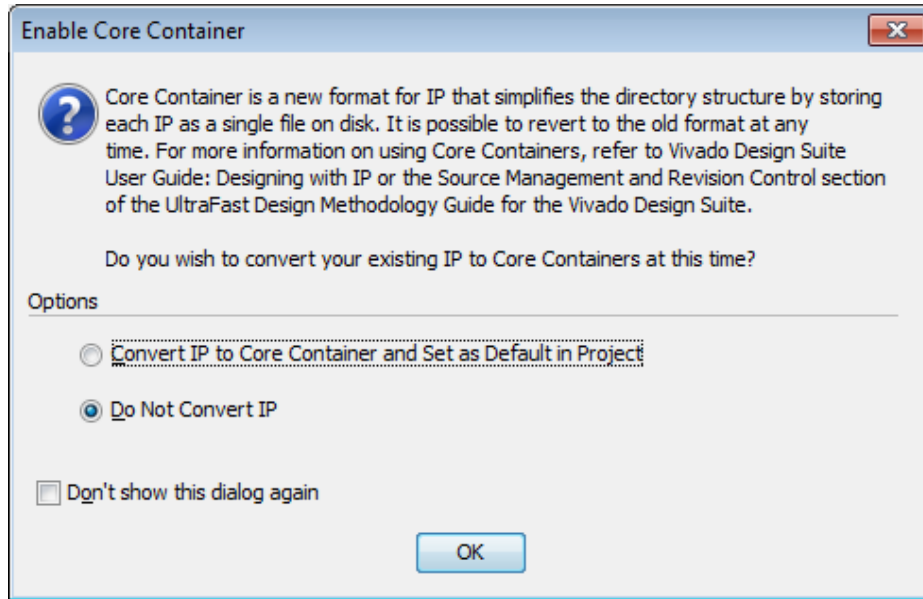 Enable Core Container
Core Container is a new format for IP that simplifies the directory structure by storing
each IP as a single file on disk. It is possible to revert to the old format at any
time. For more information on using Core Containers, refer to Vivado Design Suite
User Guide: Designing with IP or the Source Management and Revision Control section
of the UltraFast Design Methodology Guide for the Vivado Design Suite.
Do you wish to convert your existing IP to Core Containers at this time?
Options
Convert IP to Core Container and Set as Default in Project
Do Not Convert IP
Don't show this dialog again
OK